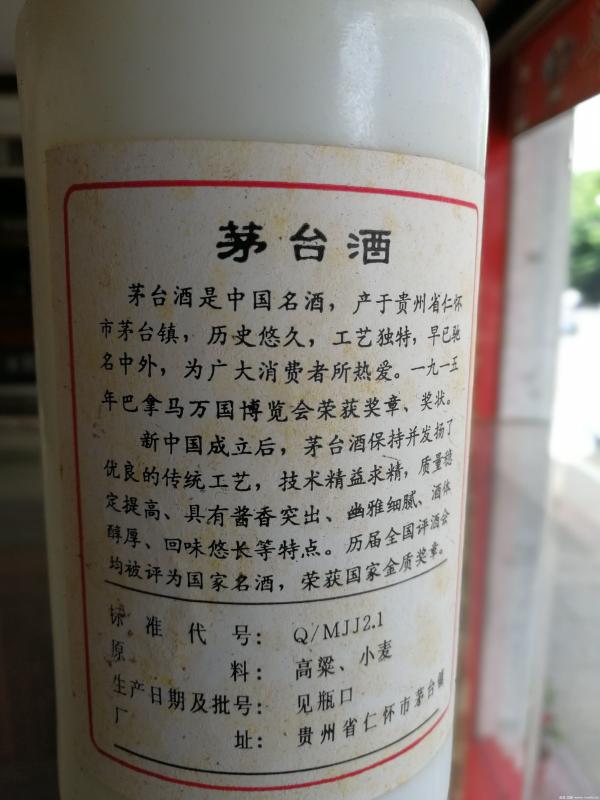 茅台酒
茅台酒是中国名酒，产于贵州省仁怀
市茅台镇，历史悠久，工艺独特，早已驰
名中外，为广大消费者所热爱。一九一五
年巴拿马万国博览会荣获奖章、奖状。
新中国成立后，茅台酒保持并发扬了
优良的传统工艺，技术精益求精，质量稳
定提高、具有酱香突出、幽雅细腻、酒体
醇厚、回味悠长等特点。历届全国评酒会
均被评为国家名酒，荣获国家金质奖章。
标准代号：Q/MJJ2.1
原料：高粱、小麦
生产日期及批号：见瓶口
厂址：贵州省仁怀市茅台镇